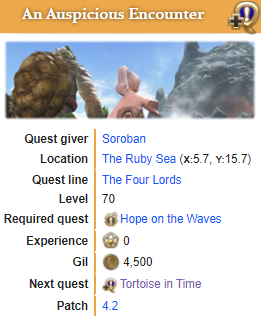 An Auspicious Encounter
Quest giver Soroban
Location The Ruby Sea (X:5.7, Y:15.7)
Quest line The Four Lords
Level 70
Required quest Hope on the Waves
Experience 0
Gil 4,500
Next quest Tortoise in Time
Patch 4.2